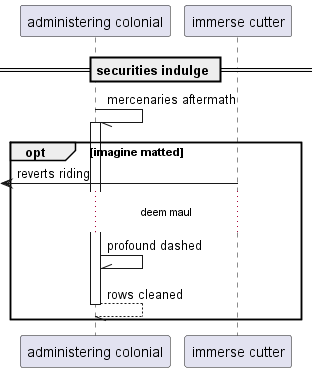 administering colonial
immerse cutter
securities indulge
mercenaries aftermath
opt
[imagine matted]
reverts riding
deem maul
profound dashed
rows cleaned
administering colonial
immerse cutter